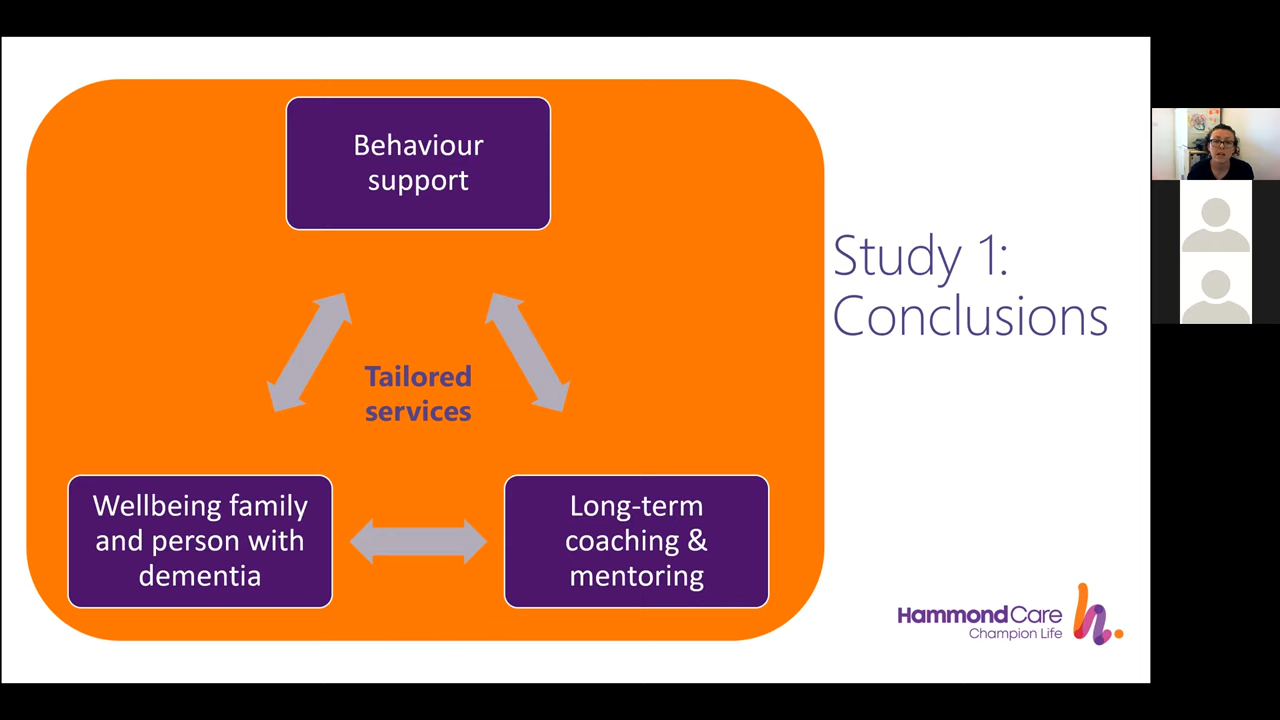 Behaviour
support
Tailored
services
Wellbeing family
and person with
dementia
Long-term
coaching &
mentoring
Study 1:
Conclusions
HammondCare
Champion Life